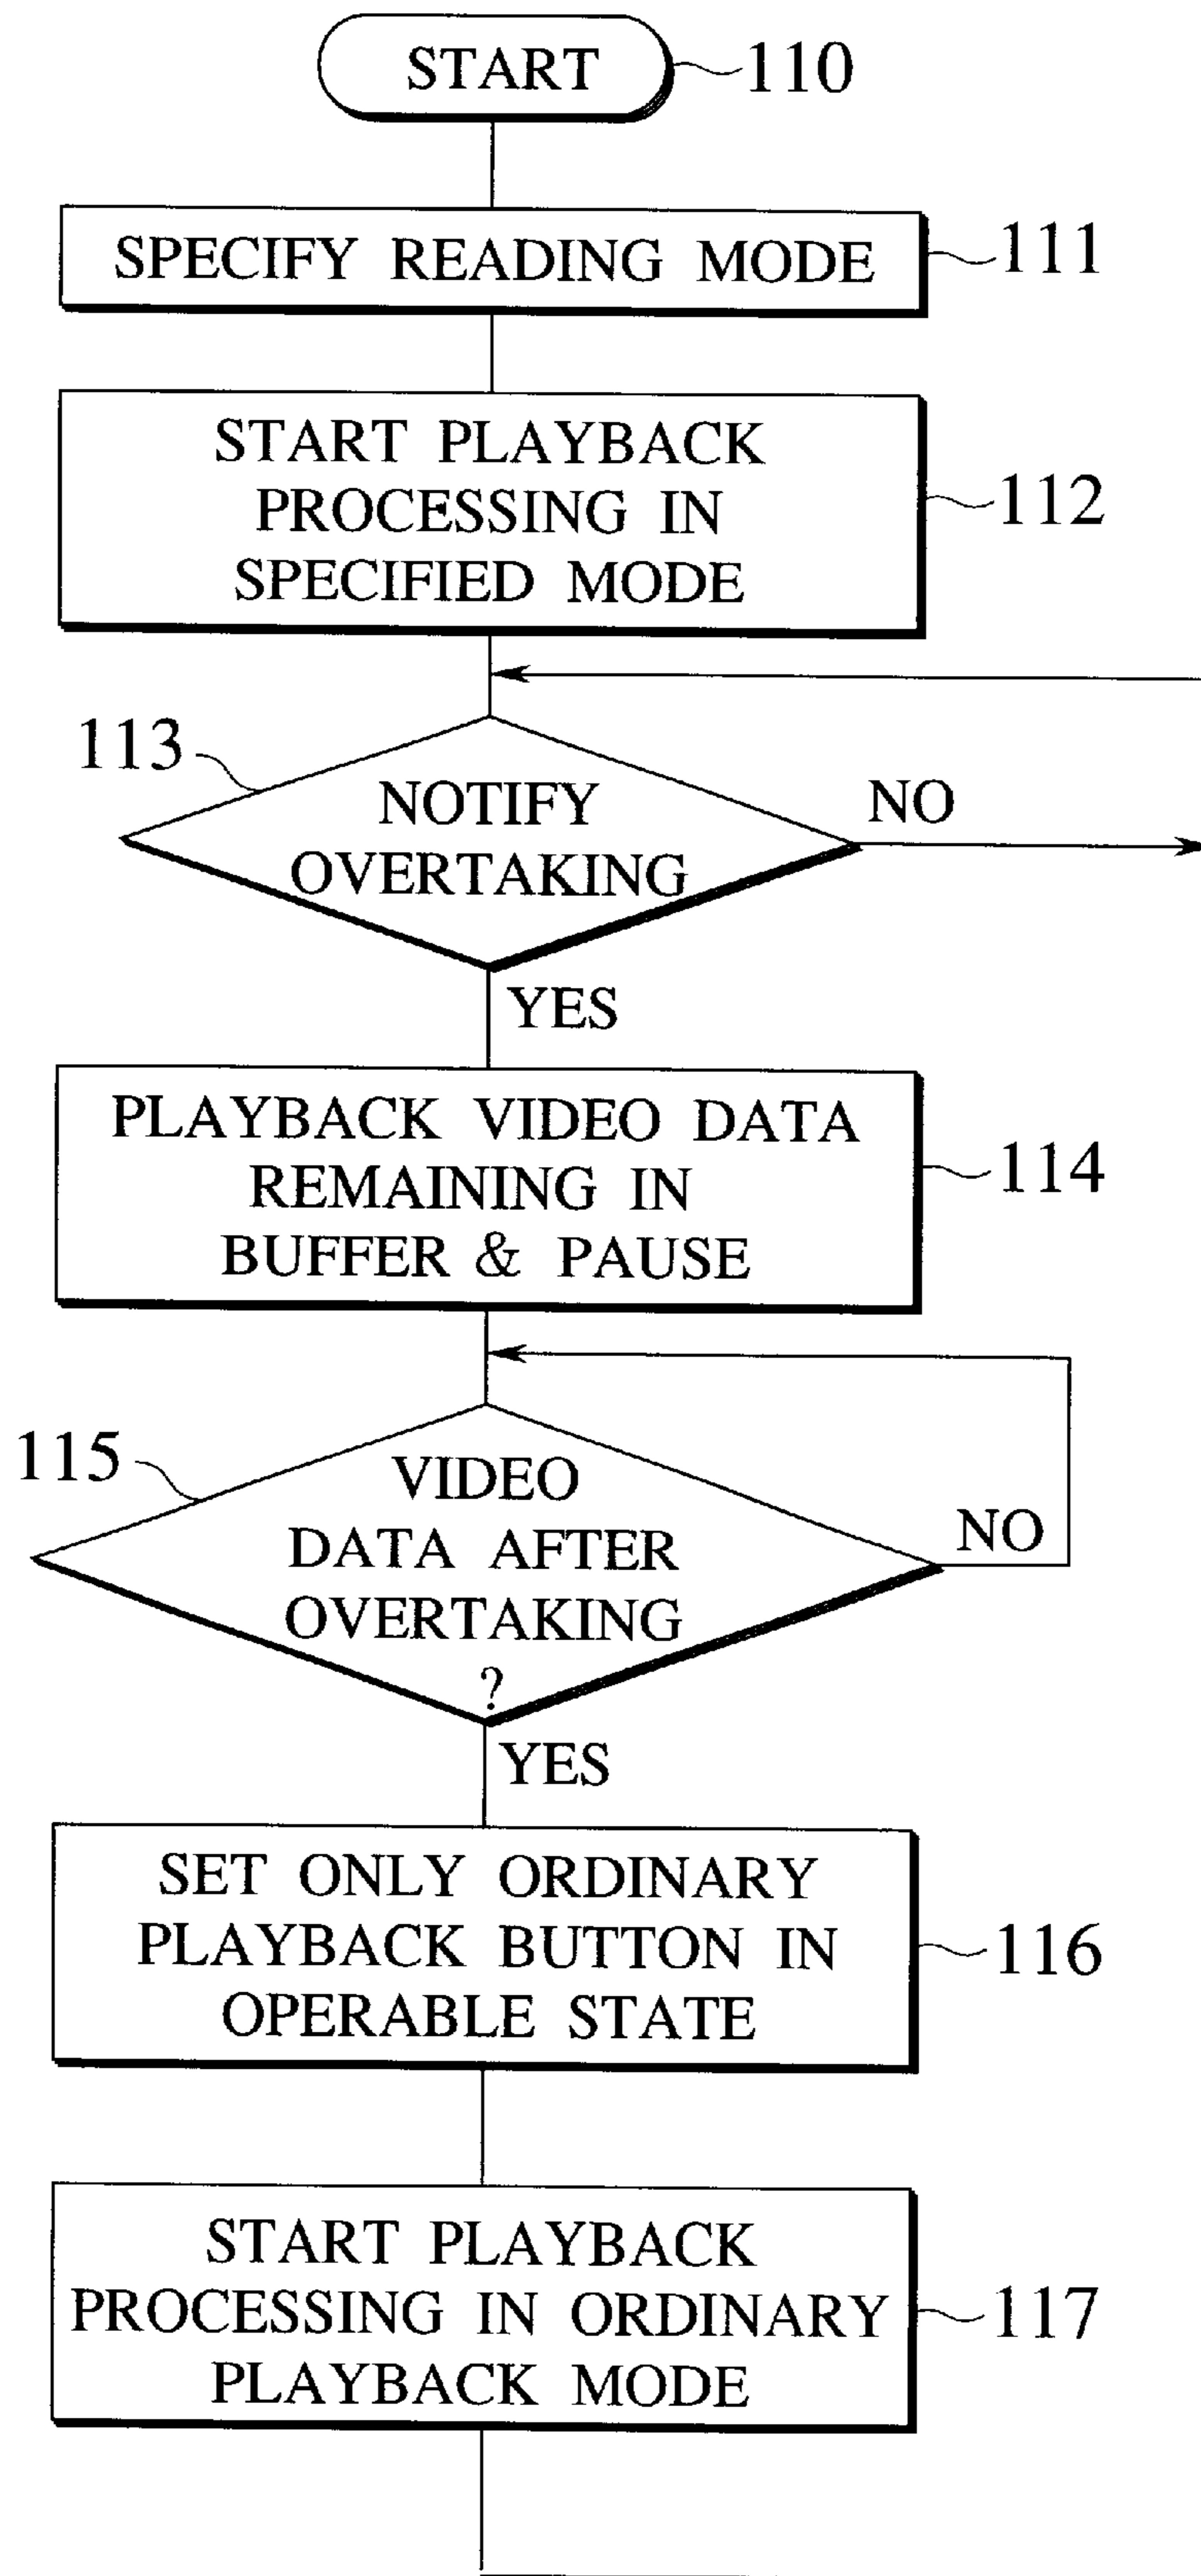 START
110
SPECIFY READING MODE
111
START PLAYBACK
PROCESSING IN
SPECIFIED MODE
112
113
NOTIFY
OVERTAKING
NO
YES
PLAYBACK VIDEO DATA
REMAINING IN
BUFFER & PAUSE
114
115
VIDEO
DATA AFTER
OVERTAKING
?
NO
YES
SET ONLY ORDINARY
PLAYBACK BUTTON IN
OPERABLE STATE
116
START PLAYBACK
PROCESSING IN ORDINARY
PLAYBACK MODE
117